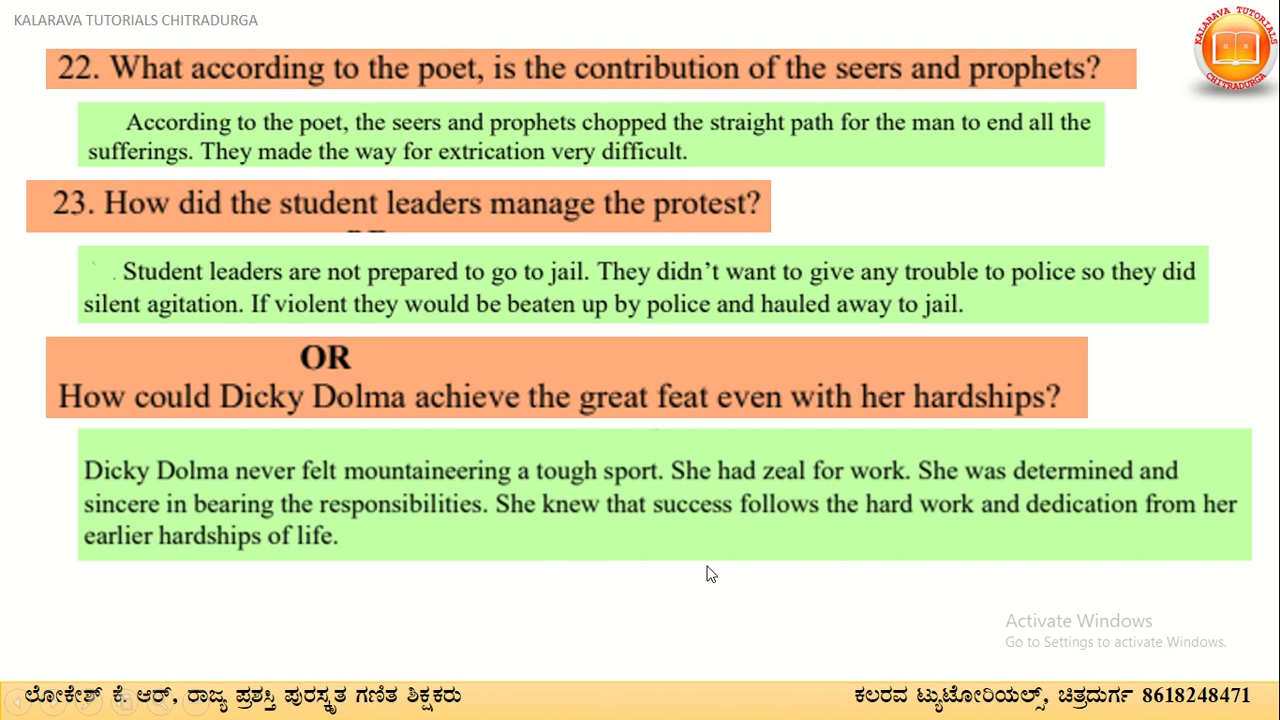 KALARAVA TUTORIALS CHITRADURGA
KALARAVA TUTORIALS
CHITRADURGA
22. What according to the poet, is the contribution of the seers and prophets?
According to the poet, the seers and prophets chopped the straight path for the man to end all the
sufferings. They made the way for extrication very difficult.
23. How did the student leaders manage the protest?
Student leaders are not prepared to go to jail. They didn't want to give any trouble to police so they did
silent agitation. If violent they would be beaten up by police and hauled away to jail.
OR
How could Dicky Dolma achieve the great feat even with her hardships?
Dicky Dolma never felt mountaineering a tough sport. She had zeal for work. She was determined and
sincere in bearing the responsibilities. She knew that success follows the hard work and dedication from her
earlier hardships of life.
Activate Windows
Go to Settings to activate Windows.
ಲೋಕೇಶ್ ಕೆ ಆರ್, ರಾಜ್ಯ ಪ್ರಶಸ್ತಿ ಪುರಸ್ಕೃತ ಗಣಿತ ಶಿಕ್ಷಕರು
ಕಲರವ ಟ್ಯುಟೋರಿಯಲ್ಸ್, ಚಿತ್ರದುರ್ಗ 8618248471